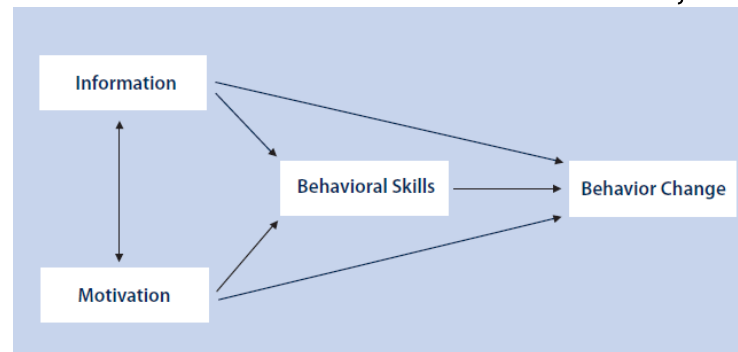 Information
Behavioral Skills
Behavior Change
Motivation